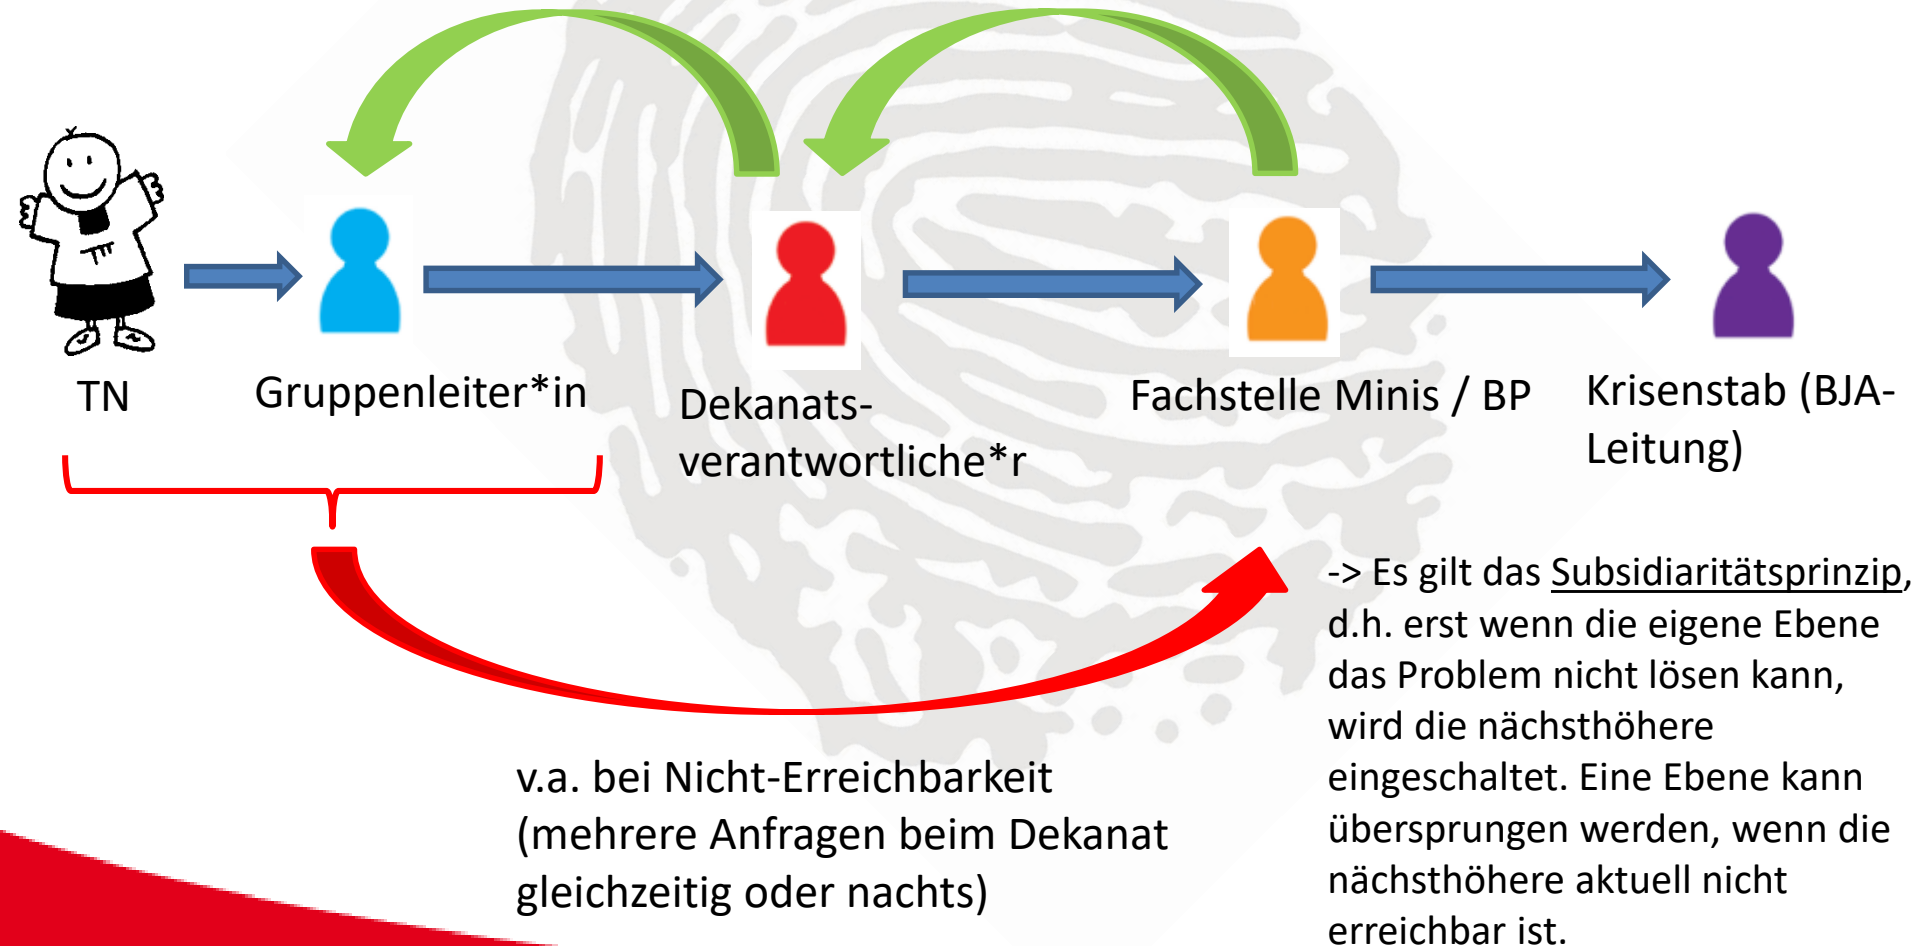 TN
Gruppenleiter*in
Dekanats-
verantwortliche*r
Fachstelle Minis / BP
Krisenstab (BJA-
Leitung)
-> Es gilt das Subsidiaritätsprinzip,
d.h. erst wenn die eigene Ebene
das Problem nicht lösen kann,
wird die nächsthöhere
eingeschaltet. Eine Ebene kann
übersprungen werden, wenn die
nächsthöhere aktuell nicht
erreichbar ist.
v.a. bei Nicht-Erreichbarkeit
(mehrere Anfragen beim Dekanat
gleichzeitig oder nachts)